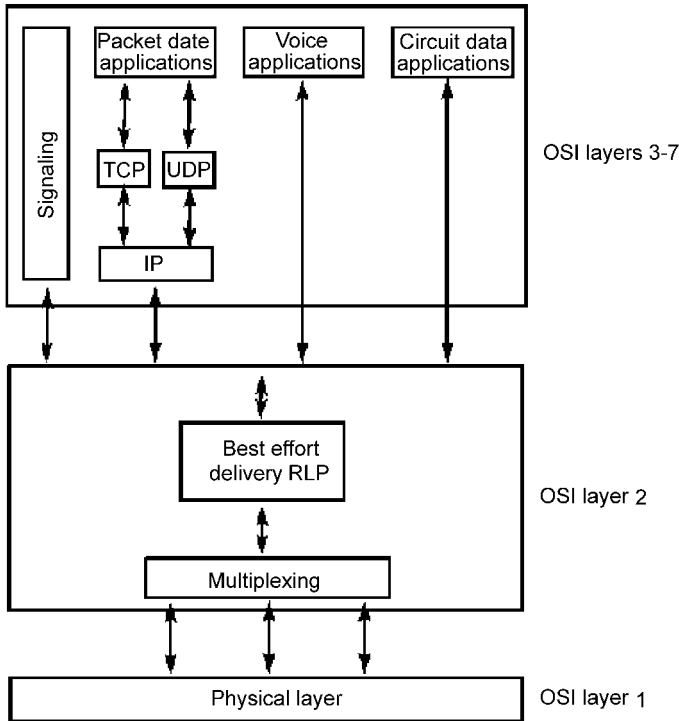 Packet date
applications
Voice
applications
Circuit data
applications
Signaling
TCP
UDP
IP
OSI layers 3-7
Best effort
delivery RLP
Multiplexing
OSI layer 2
Physical layer
OSI layer 1